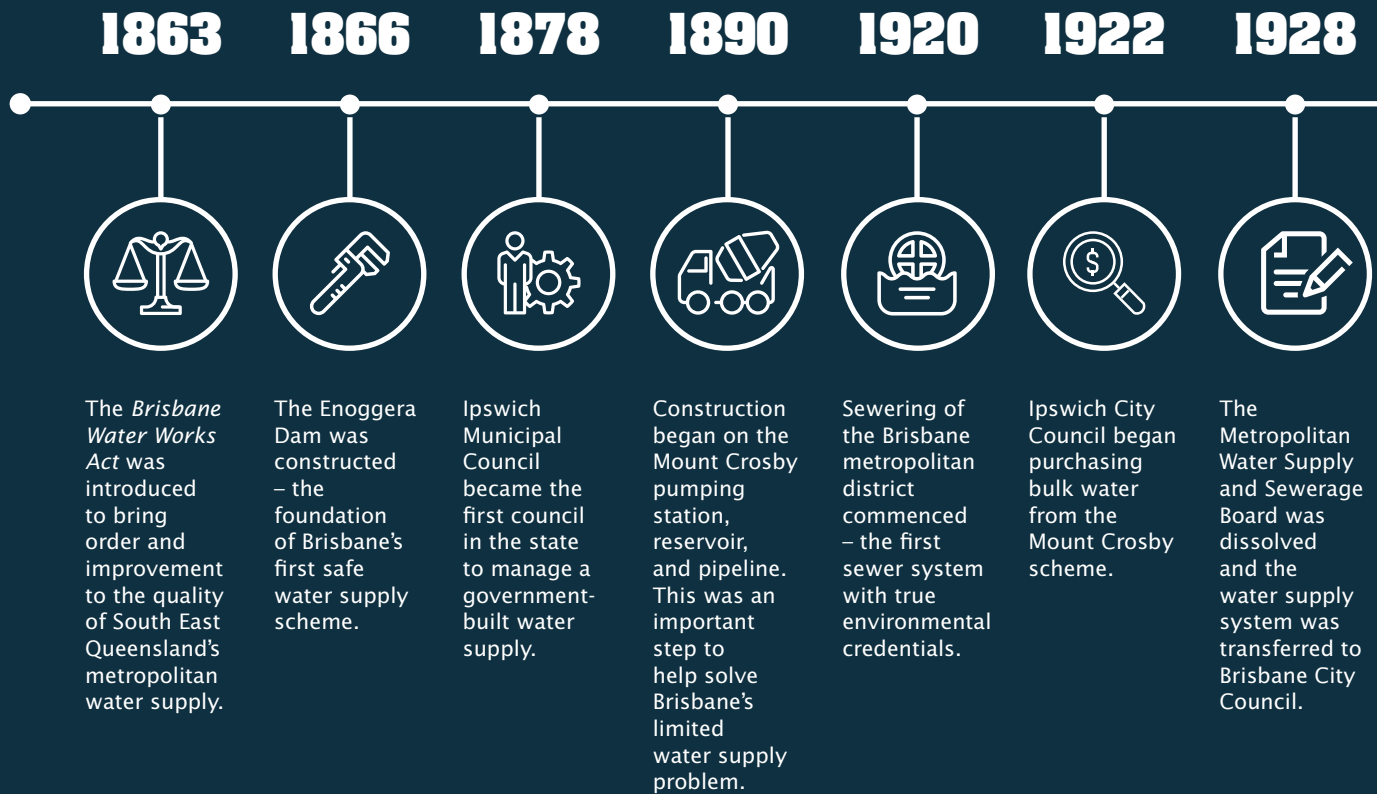 1863
1866
1878
1890
1920
1922
1928
$
The Brisbane
Water Works
Act was
introduced
to bring
order and
improvement
to the quality
of South East
Queensland's
metropolitan
water supply.
The Enoggera
Dam was
constructed
– the
foundation
of Brisbane's
first safe
water supply
scheme.
Ipswich
Municipal
Council
became the
first council
in the state
to manage a
government-
built water
supply.
Construction
began on the
Mount Crosby
pumping
station,
reservoir,
and pipeline.
This was an
important
step to
help solve
Brisbane's
limited
water supply
problem.
Sewering of
the Brisbane
metropolitan
district
commenced
– the first
sewer system
with true
environmental
credentials.
Ipswich City
Council began
purchasing
bulk water
from the
Mount Crosby
scheme.
The
Metropolitan
Water Supply
and Sewerage
Board was
dissolved
and the
water supply
system was
transferred to
Brisbane City
Council.